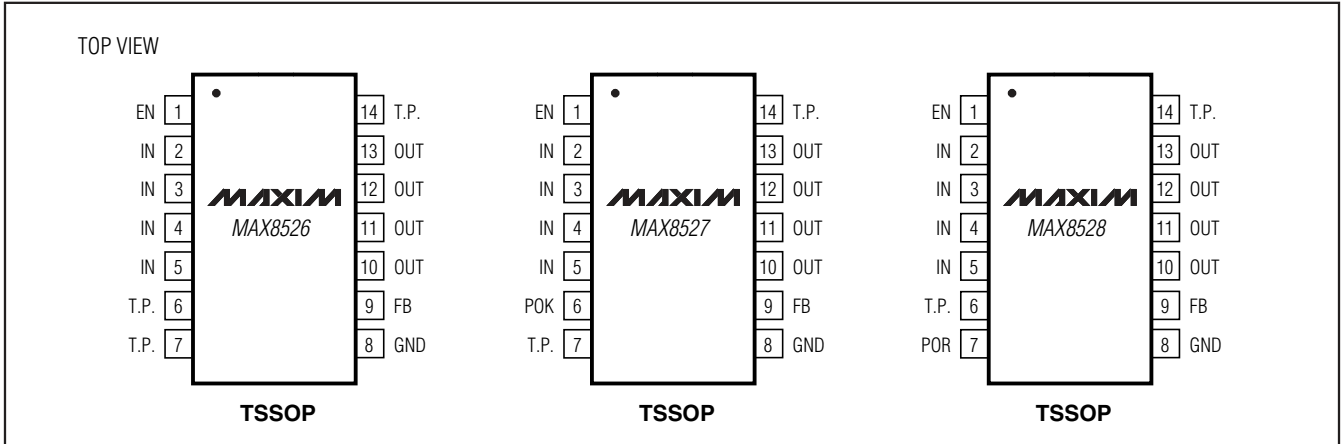 TOP VIEW
EN 1 14 T.P. EN 1 14 T.P. EN 1 14 T.P.
IN 2 13 OUT IN 2 13 OUT IN 2 13 OUT
IN 3 12 OUT IN 3 12 OUT IN 3 12 OUT
MAXIM MAXIM MAXIM
IN 4 MAX8526 11 OUT IN 4 MAX8527 11 OUT IN 4 MAX8528 11 OUT
IN 5 10 OUT IN 5 10 OUT IN 5 10 OUT
T.P. 6 9 FB POK 6 9 FB T.P. 6 9 FB
T.P. 7 8 GND T.P. 7 8 GND POR 7 8 GND
TSSOP TSSOP TSSOP